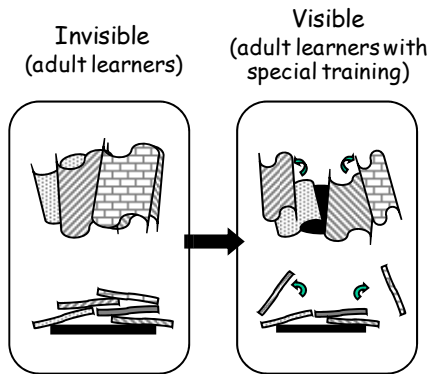 Invisible
(adult learners)
Visible
(adult learners with
special training)